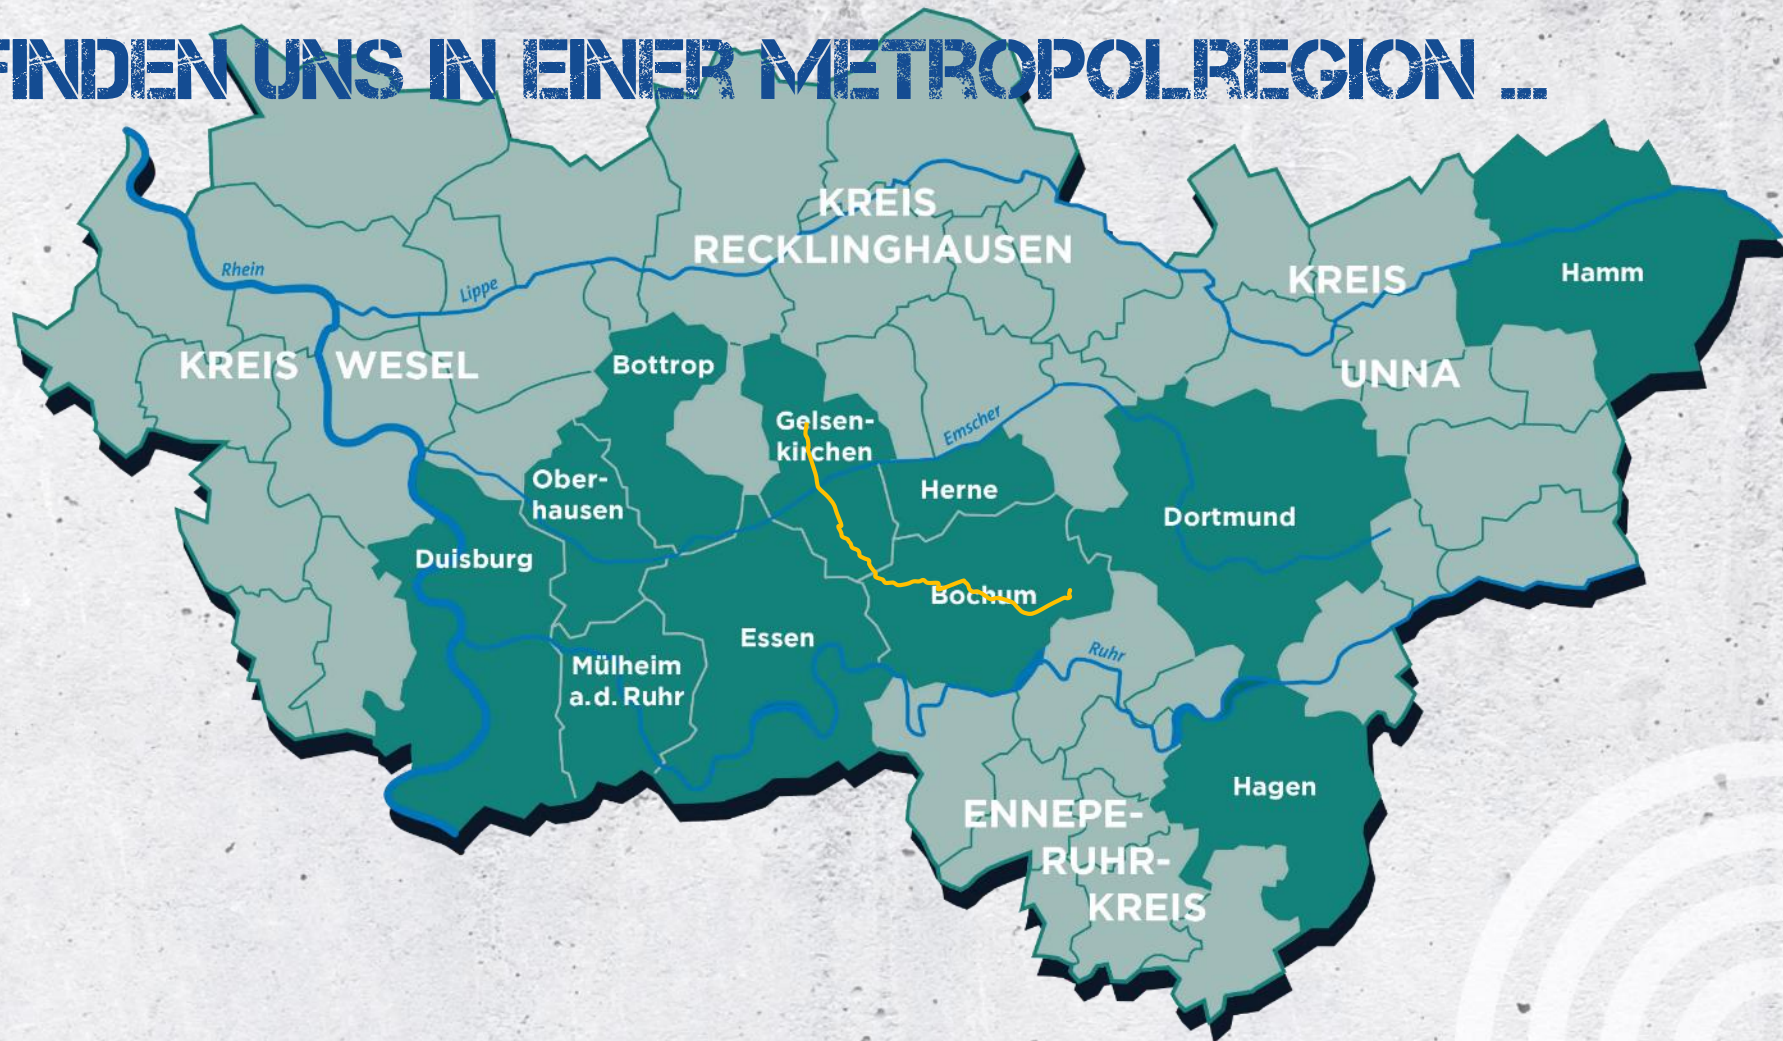 FINDEN UNS IN EINER METROPOLREGION ...
KREIS
RECKLINGHAUSEN
Rhein
Lippe
KREIS
UNNA
Hamm
KREIS WESEL
Bottrop
Gelsen-
kirchen
Emscher
Ober-
hausen
Herne
Dortmund
Duisburg
Bochum
Essen
Mülheim
a.d. Ruhr
Ruhr
Hagen
ENNEPE-
RUHR-
KREIS